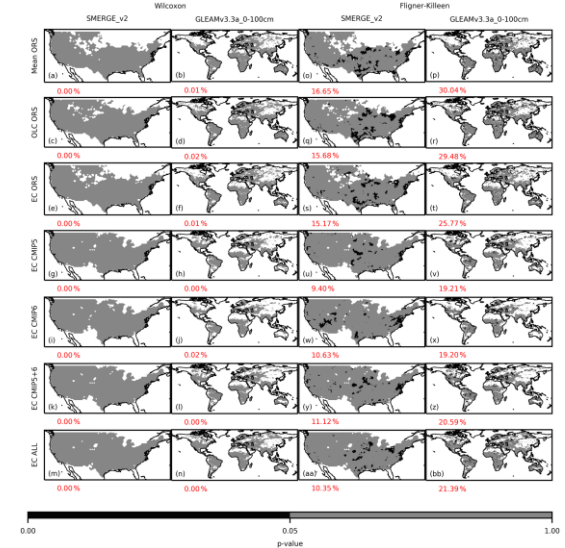 Wilcoxon Fligner-Killeen
SMERGE_v2 GLEAMv3.3a_0-100cm SMERGE_v2 GLEAMv3.3a_0-100cm
Mean ORS (a) (b) (o) (p)
0.00% 0.01% 16.65% 30.04%
OLC ORS (c) (d) (q) (r)
0.00% 0.02% 15.68% 29.48%
EC ORS (e) (f) (s) (t)
0.00% 0.01% 15.17% 25.77%
EC CMIP5 (g) (h) (u) (v)
0.00% 0.00% 9.40% 19.21%
EC CMIP6 (i) (j) (w) (x)
0.00% 0.02% 10.63% 19.20%
EC CMIP5+6 (k) (l) (y) (z)
0.00% 0.00% 11.12% 20.59%
EC ALL (m) (n) (aa) (bb)
0.00% 0.00% 10.35% 21.39%
0.00 0.05 1.00
p-value